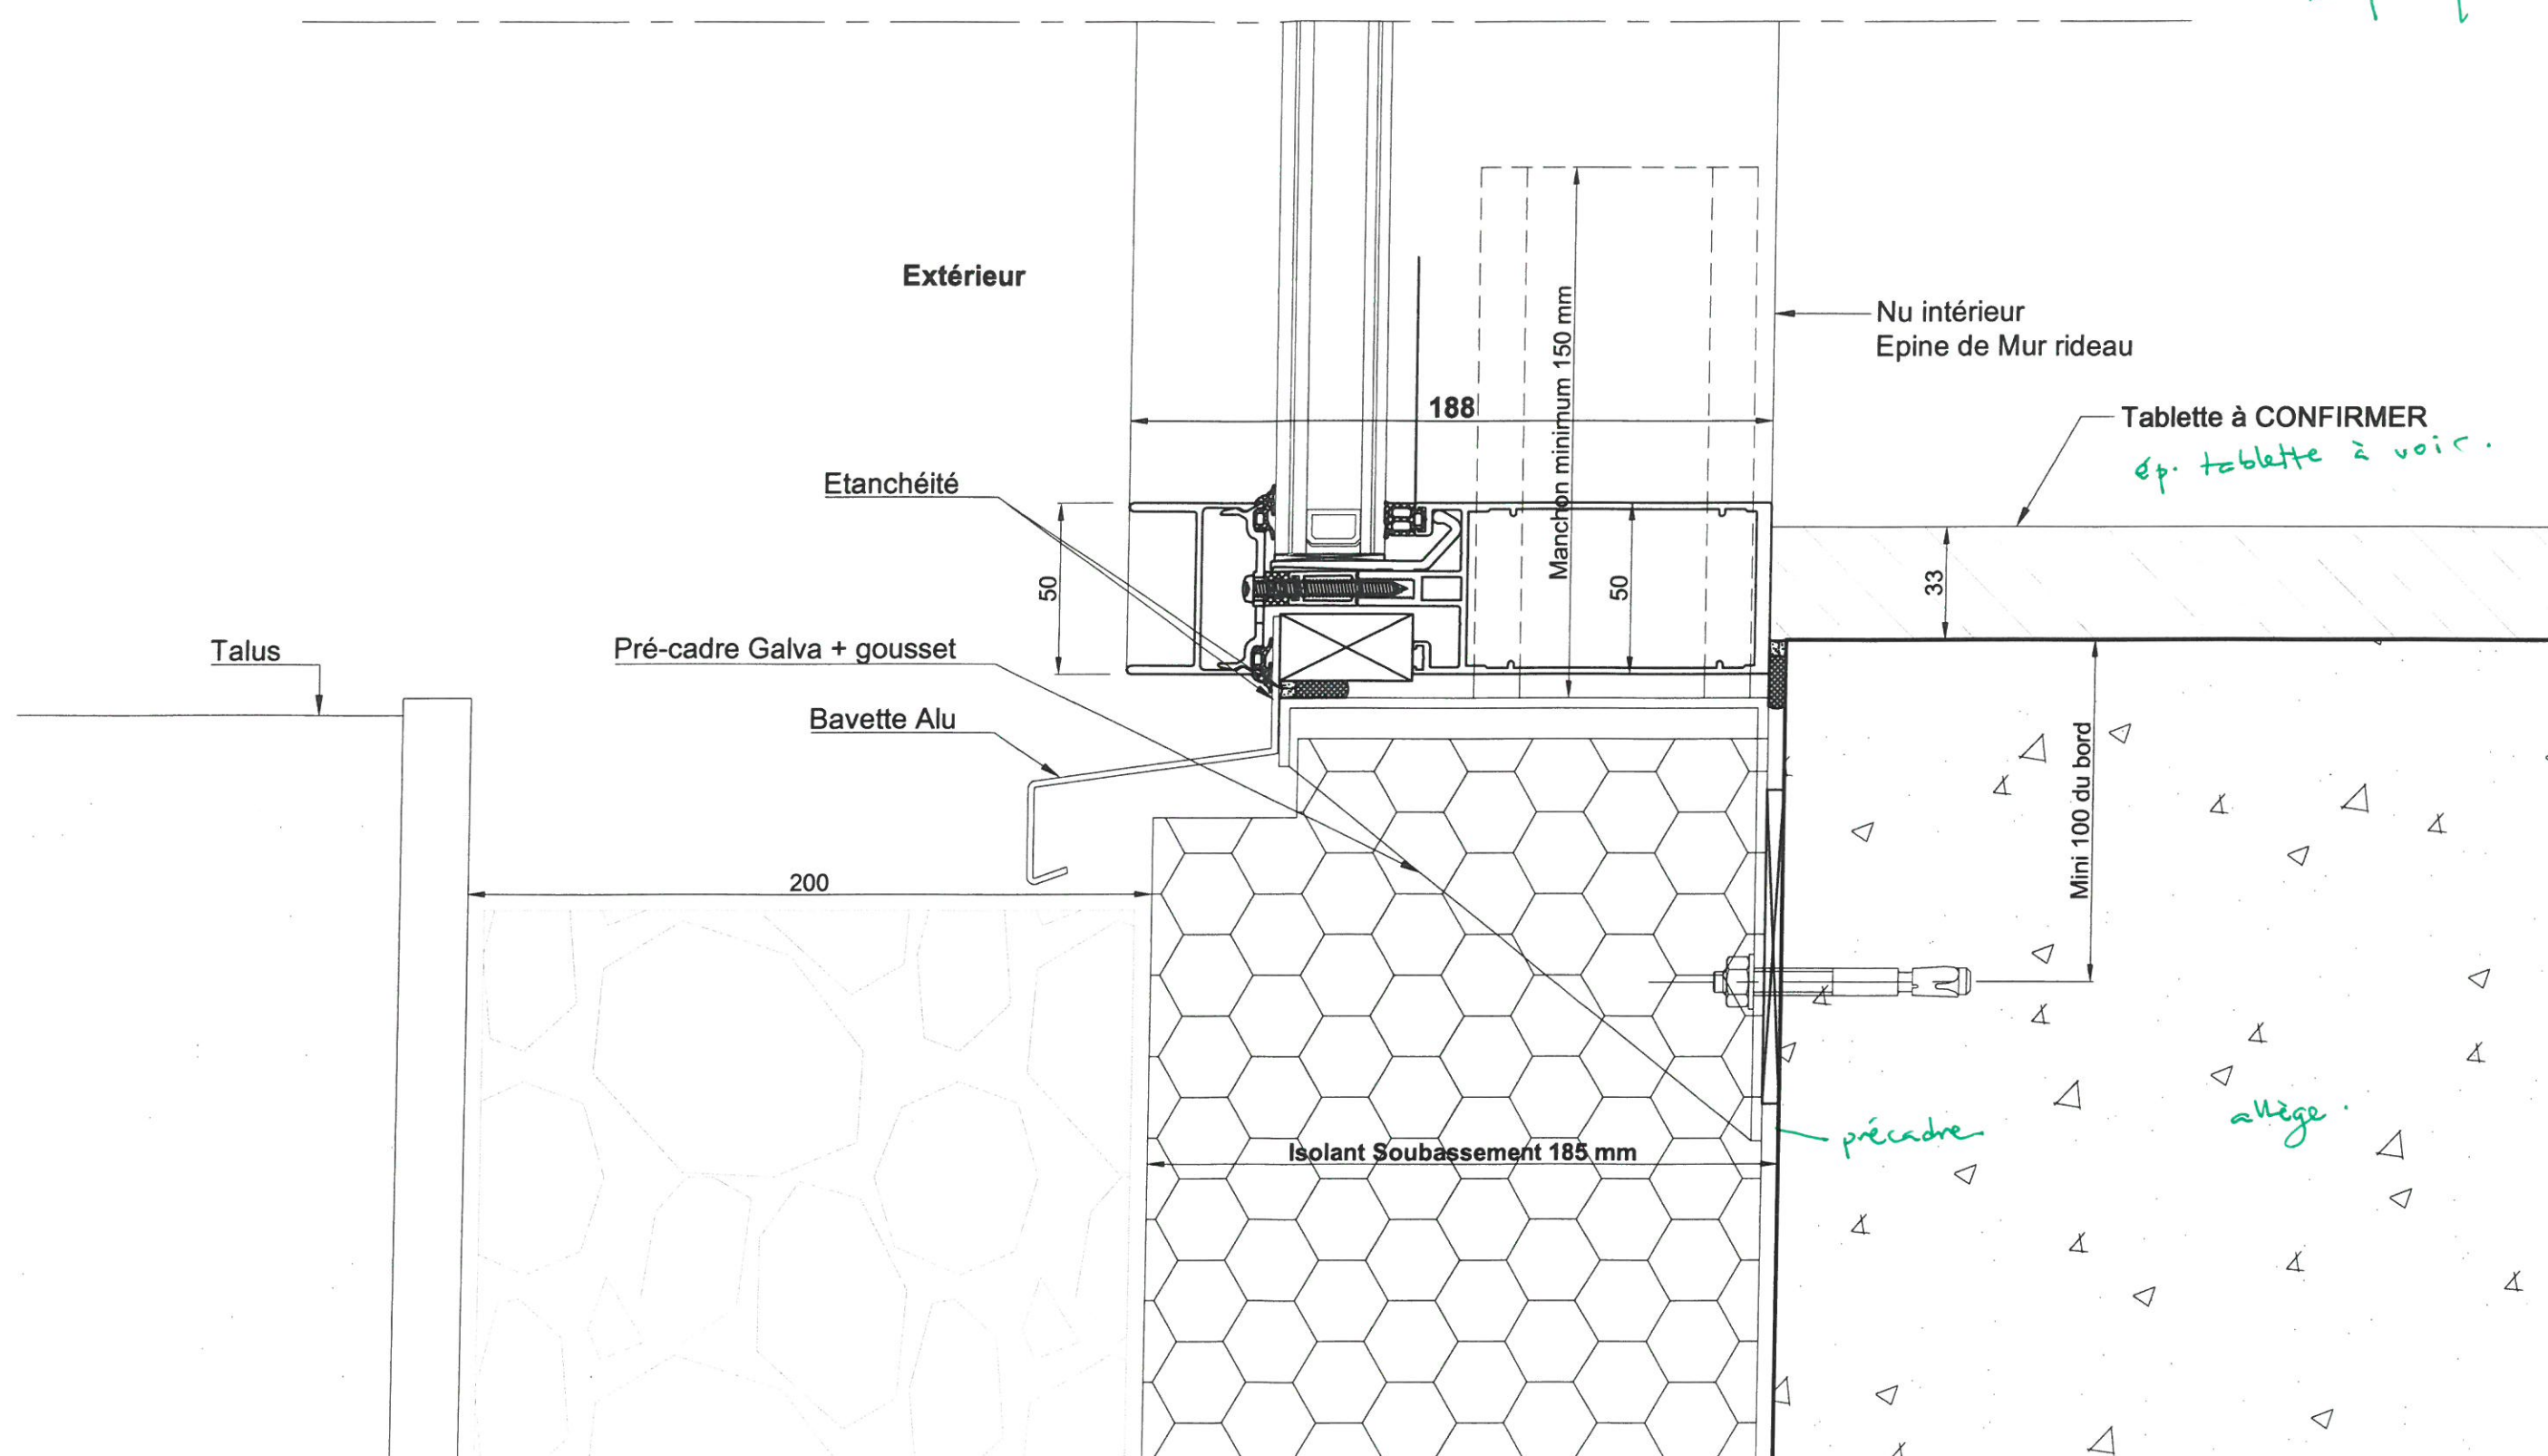 Extérieur
Nu intérieur
Epine de Mur rideau
Manchon minimum 150 mm
188
Tablette à CONFIRMER
ép. tablette à voir.
Etanchéité
50
50
33
Talus
Pré-cadre Galva + gousset
Bavette Alu
Mini 100 du bord
200
allège.
précadre
Isolant Soubassement 185 mm